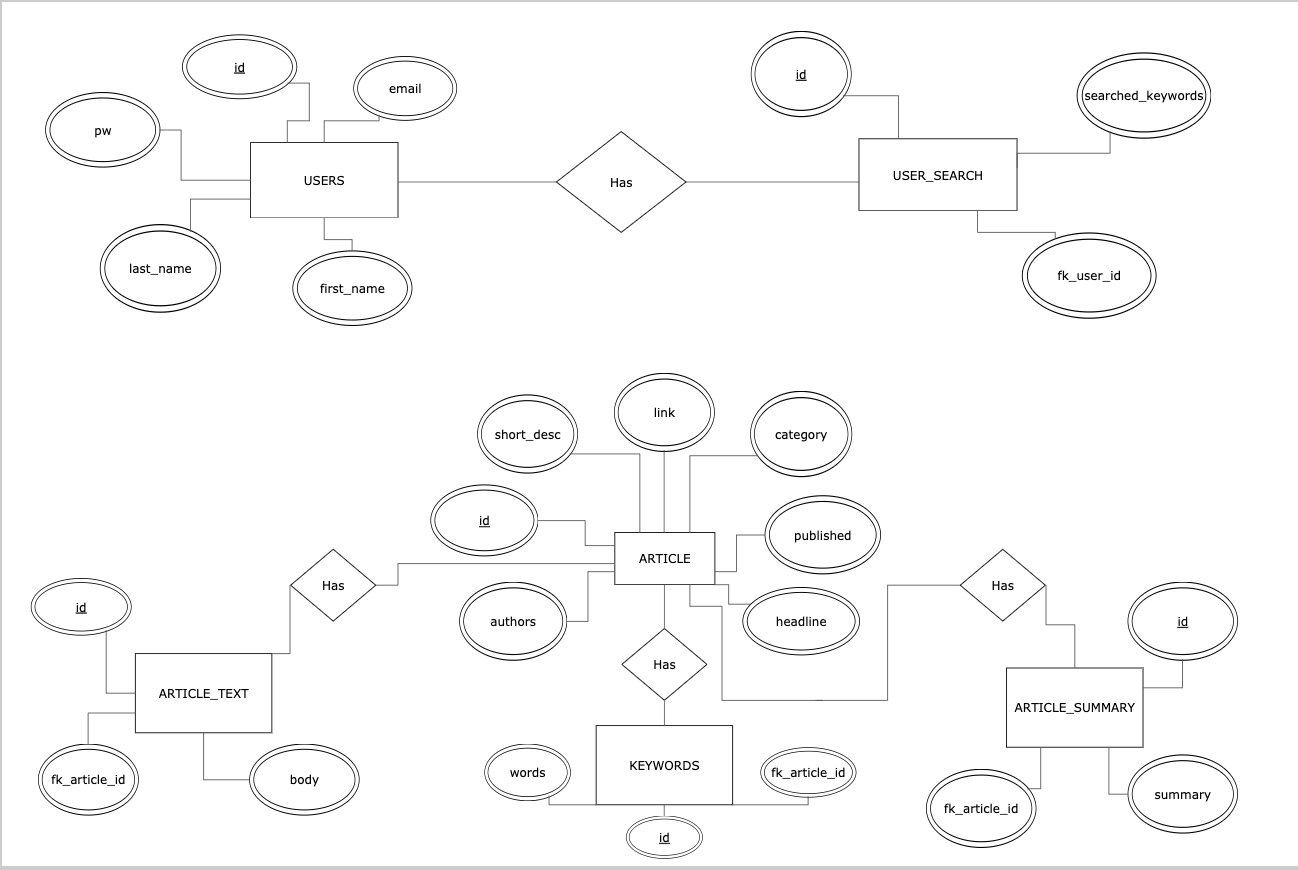 id
email
pw
USERS
last_name
first_name
Has
id
searched_keywords
USER_SEARCH
fk_user_id
link
short_desc
category
id
published
ARTICLE
authors
headline
Has
Has
Has
id
ARTICLE_TEXT
fk_article_id
body
words
KEYWORDS
fk_article_id
id
id
ARTICLE_SUMMARY
fk_article_id
summary